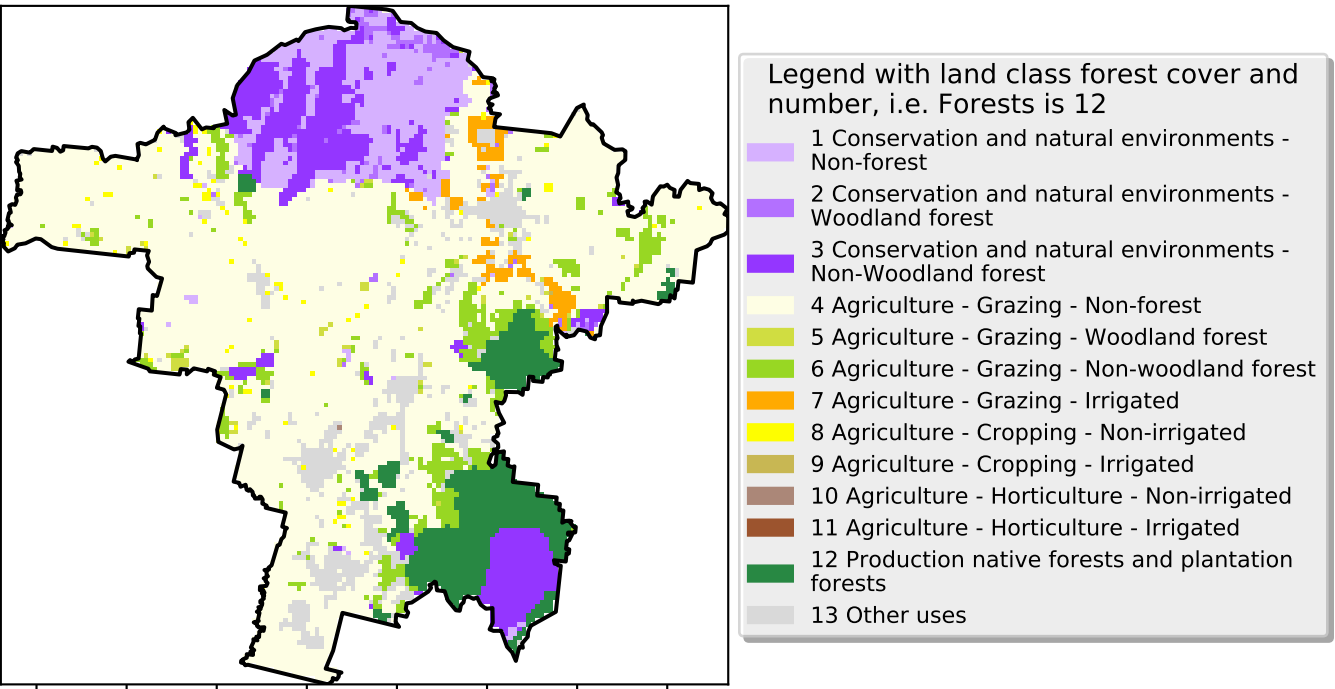 Legend with land class forest cover and
number, i.e. Forests is 12
1 Conservation and natural environments -
Non-forest
2 Conservation and natural environments -
Woodland forest
3 Conservation and natural environments -
Non-Woodland forest
4 Agriculture - Grazing - Non-forest
5 Agriculture - Grazing - Woodland forest
6 Agriculture - Grazing - Non-woodland forest
7 Agriculture - Grazing - Irrigated
8 Agriculture - Cropping - Non-irrigated
9 Agriculture - Cropping - Irrigated
10 Agriculture - Horticulture - Non-irrigated
11 Agriculture - Horticulture - Irrigated
12 Production native forests and plantation
forests
13 Other uses